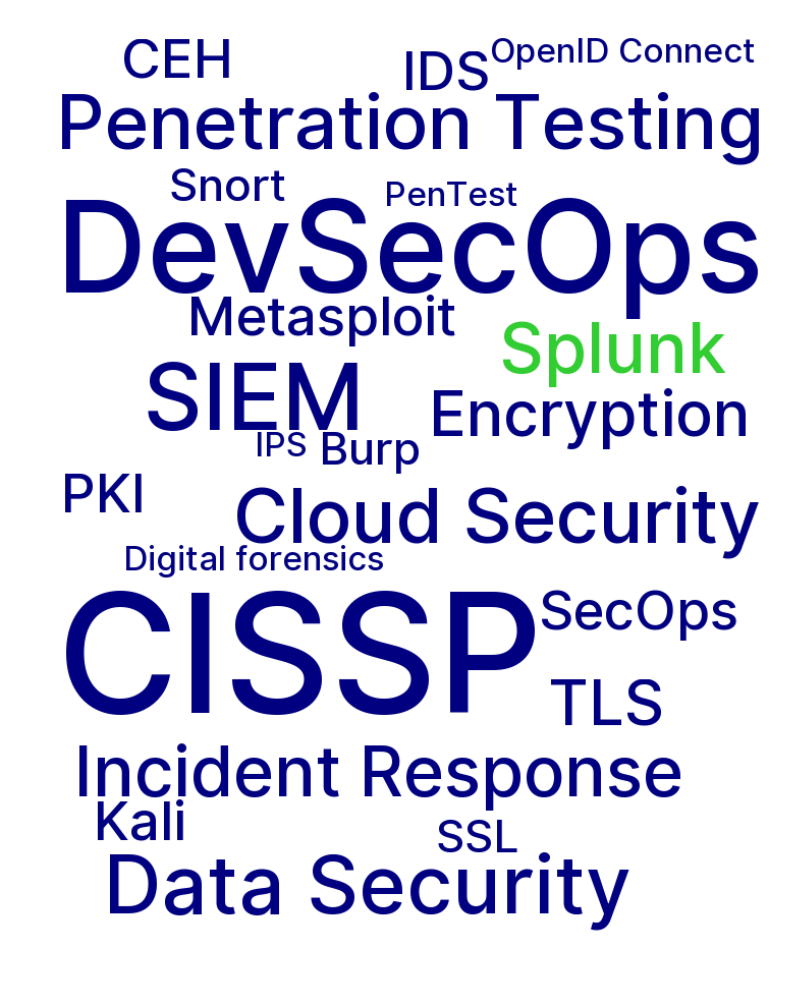 CEH
IDS
OpenID Connect
Penetration Testing
Snort
PenTest
DevSecOps
Metasploit
Splunk
SIEM
Encryption
IPS
Burp
PKI
Cloud Security
Digital forensics
CISSP
SecOps
TLS
Incident Response
Kali
SSL
Data Security